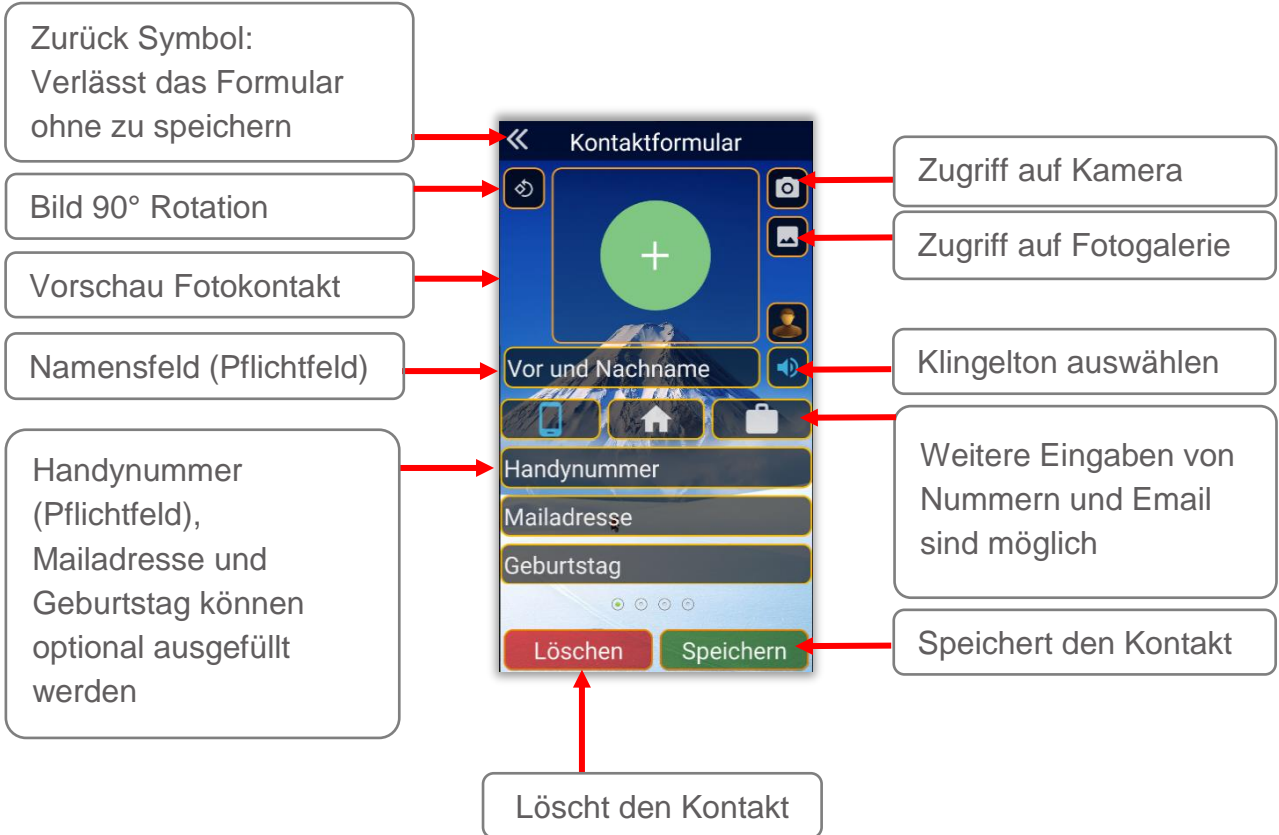 Zurück Symbol:
Verlässt das Formular
ohne zu speichern
Bild 90° Rotation
Vorschau Fotokontakt
Namensfeld (Pflichtfeld)
Handynummer
(Pflichtfeld),
Mailadresse und
Geburtstag können
optional ausgefüllt
werden
Kontaktformular
Vor und Nachname
Handynummer
Mailadresse
Geburtstag
Löschen
Speichern
Zugriff auf Kamera
Zugriff auf Fotogalerie
Klingelton auswählen
Weitere Eingaben von
Nummern und Email
sind möglich
Speichert den Kontakt
Löscht den Kontakt